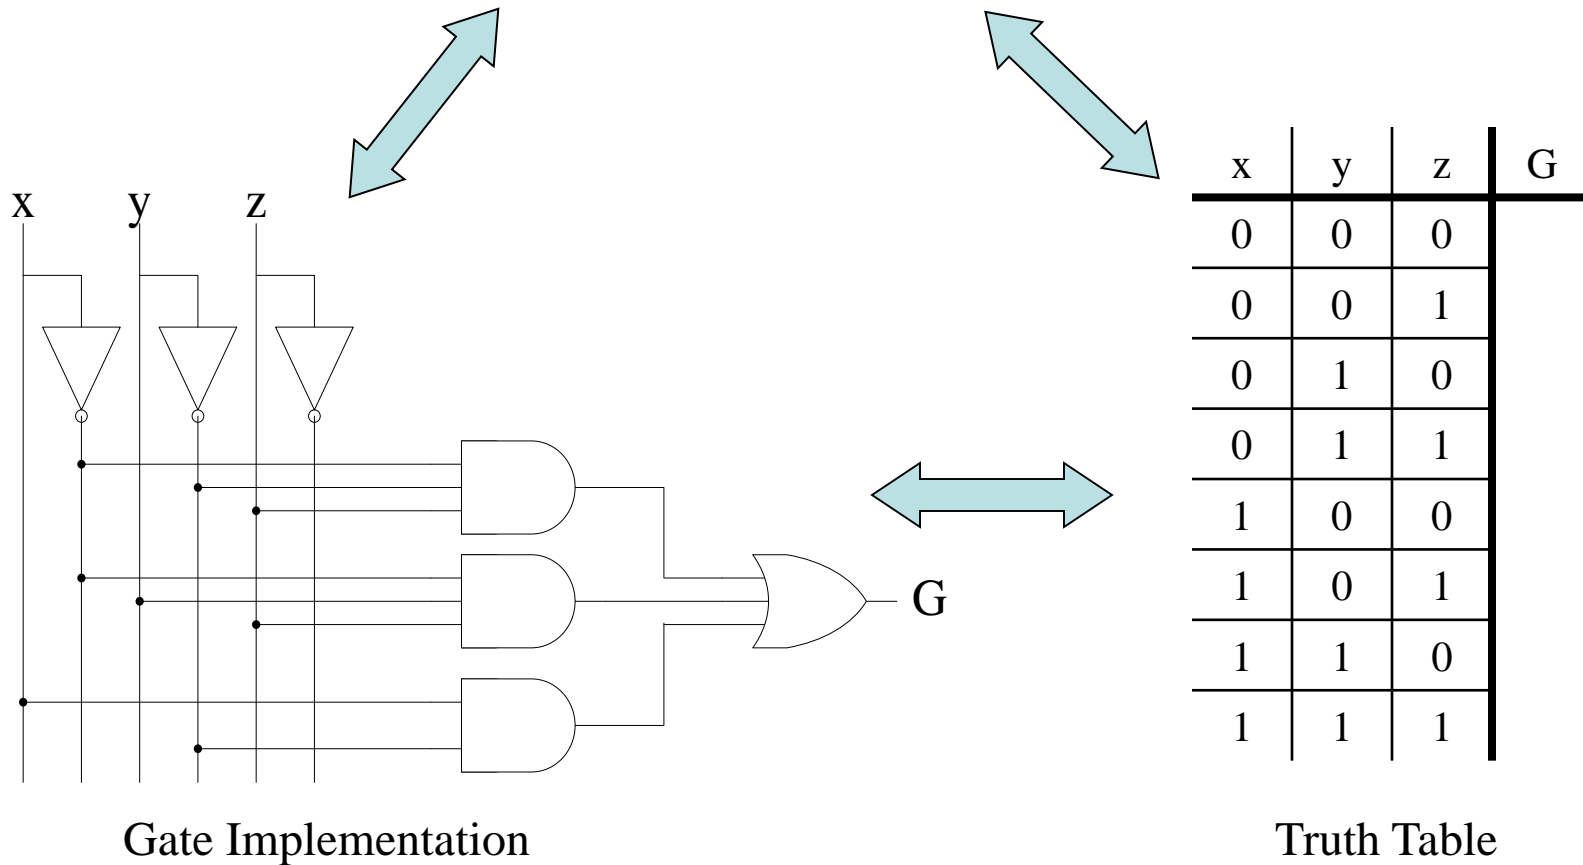 x y z
G
Gate Implementation
x y z G
0 0 0
0 0 1
0 1 0
0 1 1
1 0 0
1 0 1
1 1 0
1 1 1
Truth Table